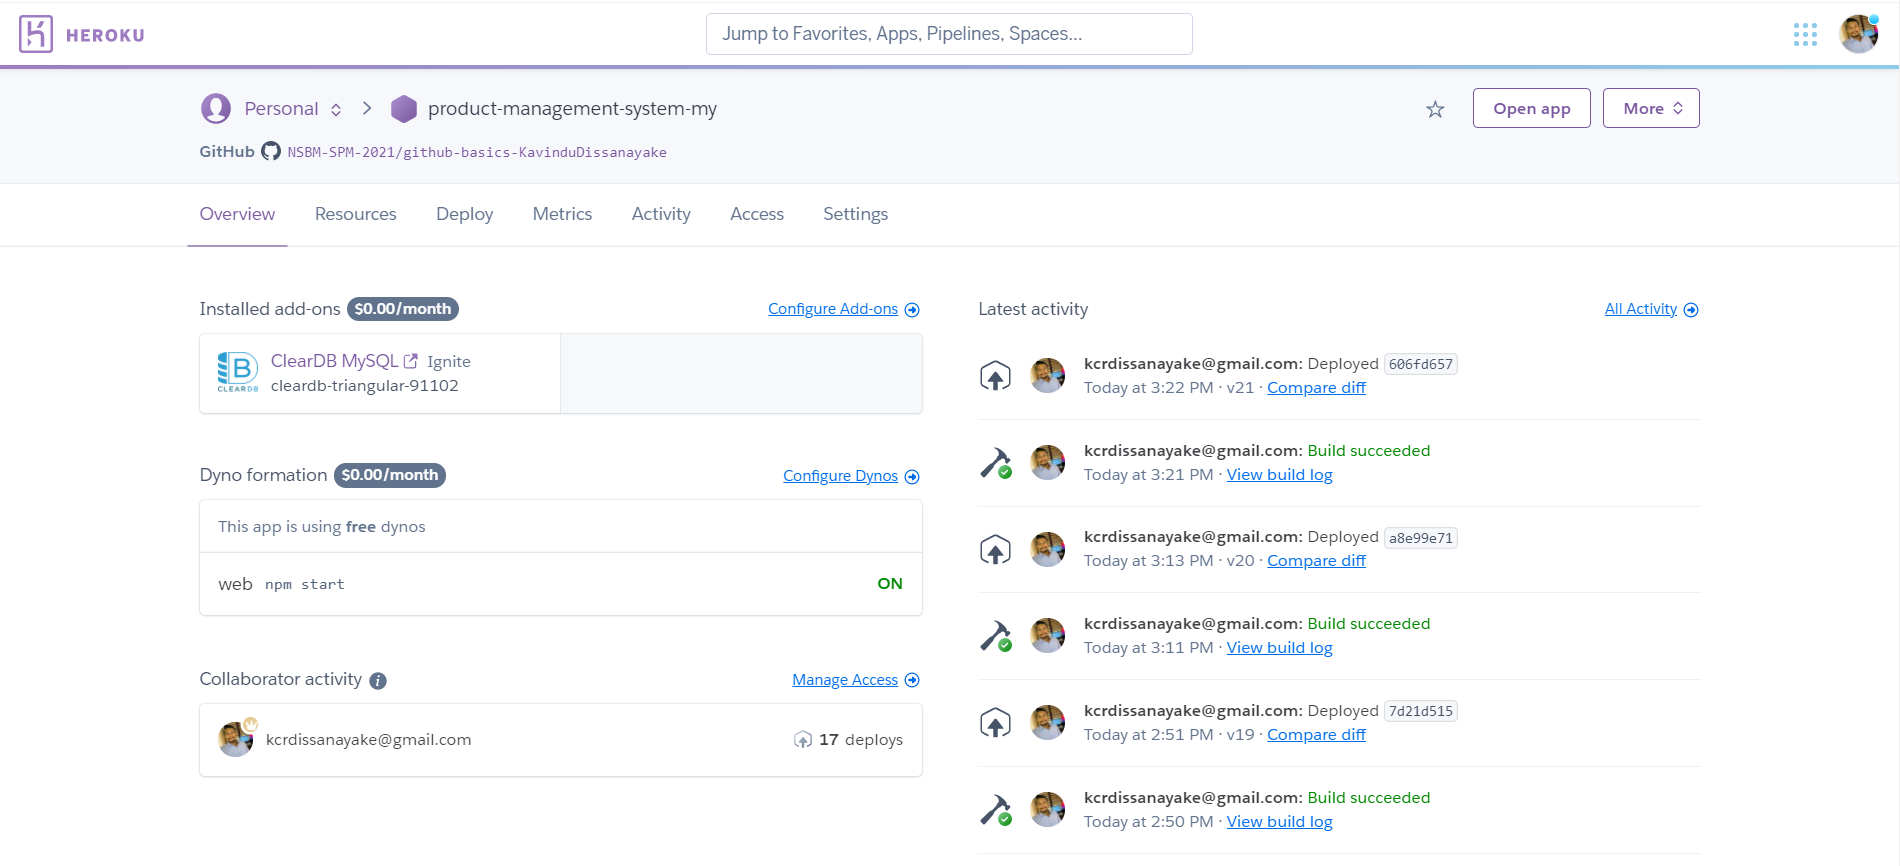 HEROKU
Jump to Favorites, Apps, Pipelines, Spaces...
Personal > product-management-system-my
Open app
More
GitHub NSBM-SPM-2021/github-basics-KavinduDissanayake
Overview Resources Deploy Metrics Activity Access Settings
Installed add-ons $0.00/month Configure Add-ons
ClearDB MySQL Ignite
cleardb-triangular-91102
CLEARDB
Dyno formation $0.00/month Configure Dynos
This app is using free dynos
web npm start ON
Collaborator activity i Manage Access
kcrdissanayake@gmail.com 17 deploys
Latest activity All Activity
kcrdissanayake@gmail.com: Deployed 606fd657
Today at 3:22 PM · v21 · Compare diff
kcrdissanayake@gmail.com: Build succeeded
Today at 3:21 PM · View build log
kcrdissanayake@gmail.com: Deployed a8e99e71
Today at 3:13 PM · v20 · Compare diff
kcrdissanayake@gmail.com: Build succeeded
Today at 3:11 PM · View build log
kcrdissanayake@gmail.com: Deployed 7d21d515
Today at 2:51 PM · v19 · Compare diff
kcrdissanayake@gmail.com: Build succeeded
Today at 2:50 PM · View build log